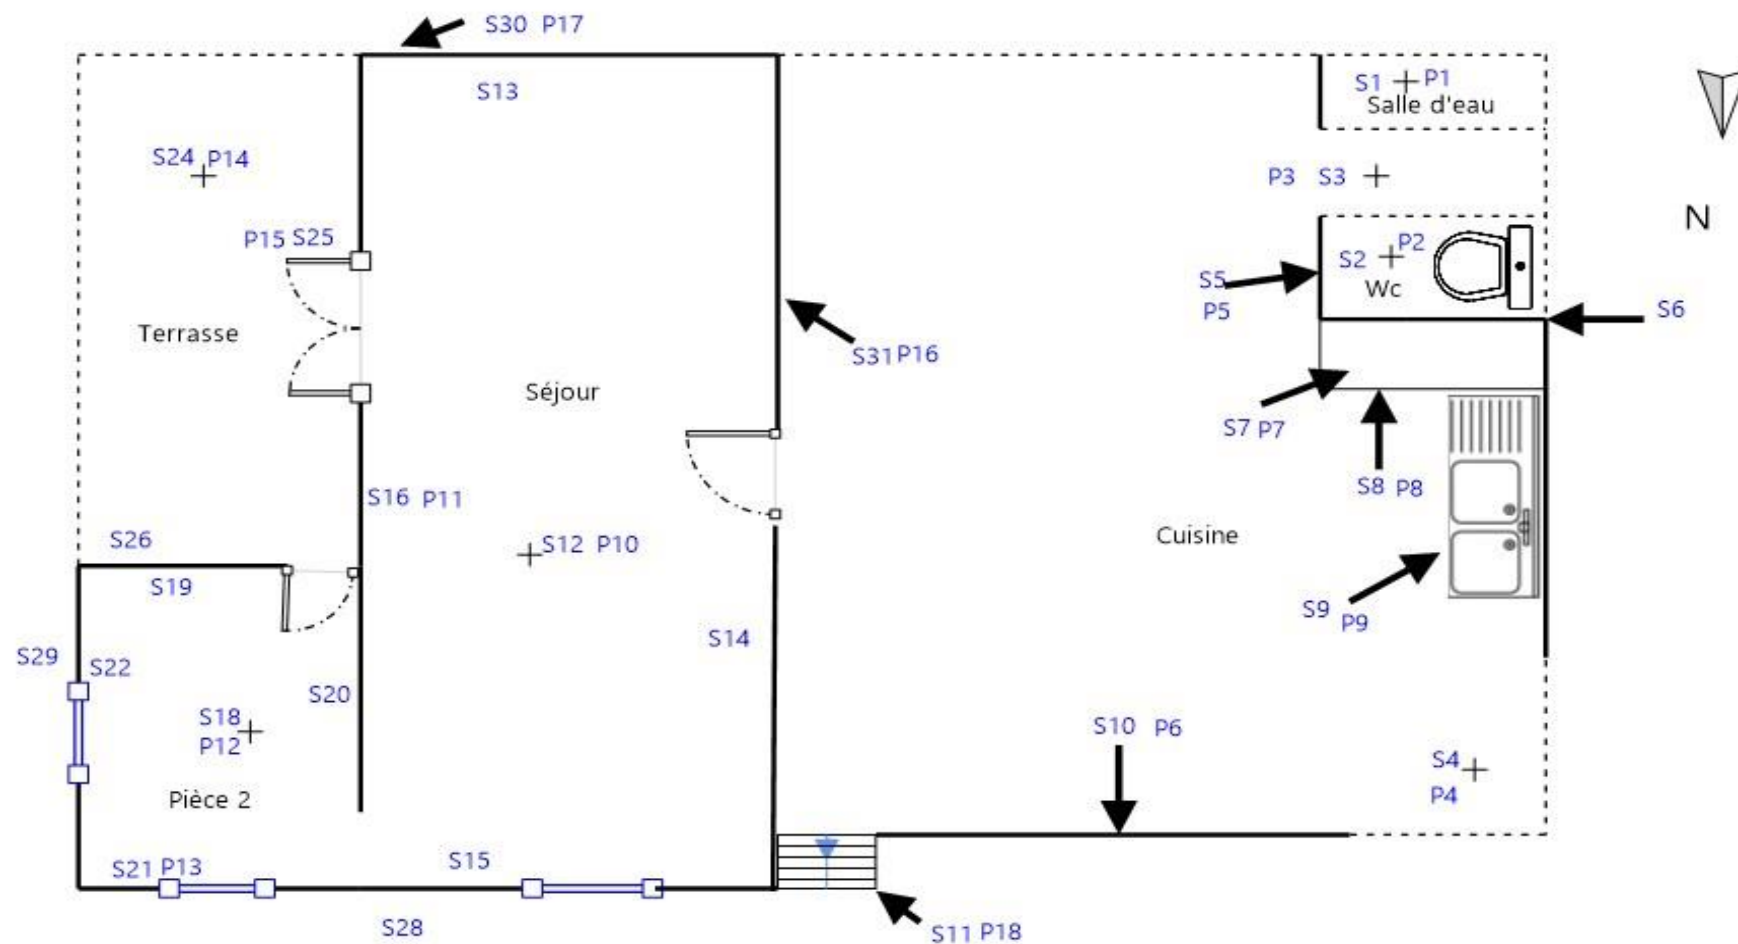 S30 P17
S13
S1 P1
Salle d'eau
S24 P14
P3 S3
N
P15 S25
P2
S2
Wc
S5
P5
S6
Terrasse
S31 P16
Séjour
S7 P7
S8 P8
S16 P11
Cuisine
S26
S12 P10
S19
S9
P9
S14
S29
S22
S20
S18
P12
S10 P6
S4
P4
Pièce 2
S21 P13
S15
S28
S11 P18